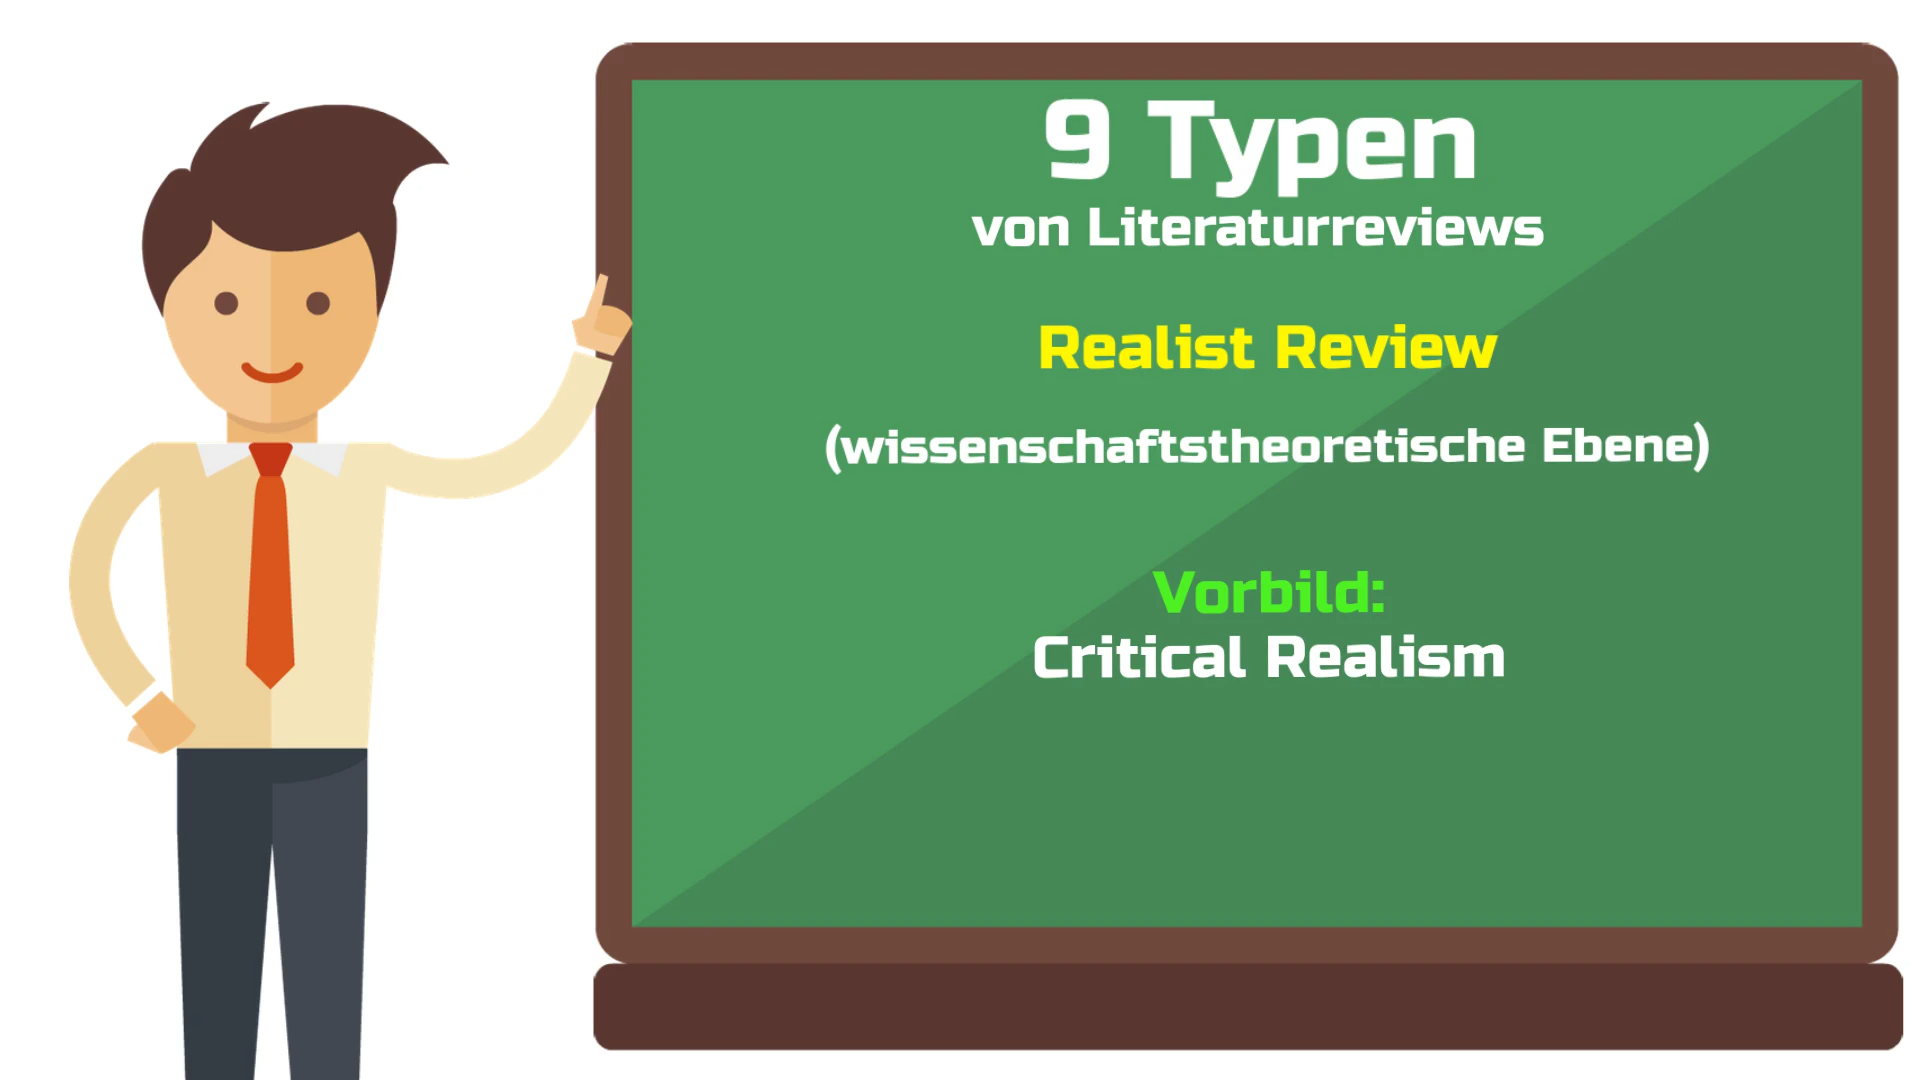 9 Typen
von Literaturreviews
Realist Review
(wissenschaftstheoretische Ebene)
Vorbild:
Critical Realism